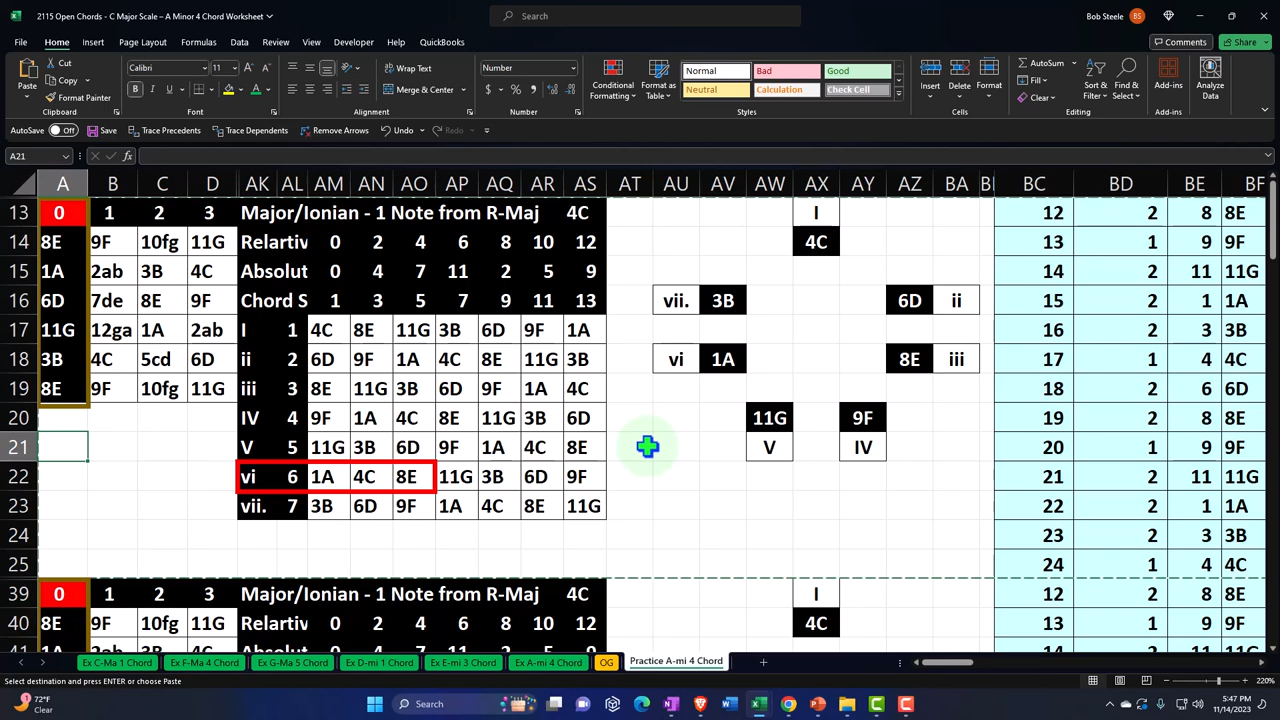 2115 Open Chords - C Major Scale – A Minor 4 Chord Worksheet
Search
Bob Steele BS
File Home Insert Page Layout Formulas Data Review View Developer Help QuickBooks Comments Share
Paste Cut Copy Format Painter Clipboard
Calibri 11 Font
Wrap Text Merge & Center Alignment
Number Number
Conditional Formatting Format as Table
Normal Bad Good
Neutral Calculation Check Cell
Styles
Insert Delete Format Cells
AutoSum Fill Clear Sort & Filter Find & Select Editing
Add-ins Add-ins Analyze Data
AutoSave Off Save Trace Precedents Trace Dependents Remove Arrows Undo
A21 fx
A B C D AK AL AM AN AO AP AQ AR AS AT AU AV AW AX AY AZ BA BC BD BE BF
13 0 1 2 3 Major/Ionian - 1 Note from R-Maj 4C I 12 2 8 8E
14 8E 9F 10fg 11G Relartiv 0 2 4 6 8 10 12 4C 13 1 9 9F
15 1A 2ab 3B 4C Absolut 0 4 7 11 2 5 9 14 2 11 11G
16 6D 7de 8E 9F Chord S 1 3 5 7 9 11 13 vii. 3B 6D ii 15 2 1 1A
17 11G 12ga 1A 2ab I 1 4C 8E 11G 3B 6D 9F 1A 16 2 3 3B
18 3B 4C 5cd 6D ii 2 6D 9F 1A 4C 8E 11G 3B vi 1A 8E iii 17 1 4 4C
19 8E 9F 10fg 11G iii 3 8E 11G 3B 6D 9F 1A 4C 18 2 6 6D
20 IV 4 9F 1A 4C 8E 11G 3B 6D 11G 9F 19 2 8 8E
21 V 5 11G 3B 6D 9F 1A 4C 8E V IV 20 1 9 9F
22 vi 6 1A 4C 8E 11G 3B 6D 9F 21 2 11 11G
23 vii. 7 3B 6D 9F 1A 4C 8E 11G 22 2 1 1A
24 23 2 3 3B
25 24 1 4 4C
39 0 1 2 3 Major/Ionian - 1 Note from R-Maj 4C I 12 2 8 8E
40 8E 9F 10fg 11G Relartiv 0 2 4 6 8 10 12 4C 13 1 9 9F
Ex C-Ma 1 Chord Ex F-Ma 4 Chord Ex G-Ma 5 Chord Ex D-mi 1 Chord Ex E-mi 3 Chord Ex A-mi 4 Chord OG Practice A-mi 4 Chord
Select destination and press ENTER or choose Paste 220%
72°F
Clear
Search
5:47 PM
11/14/2023